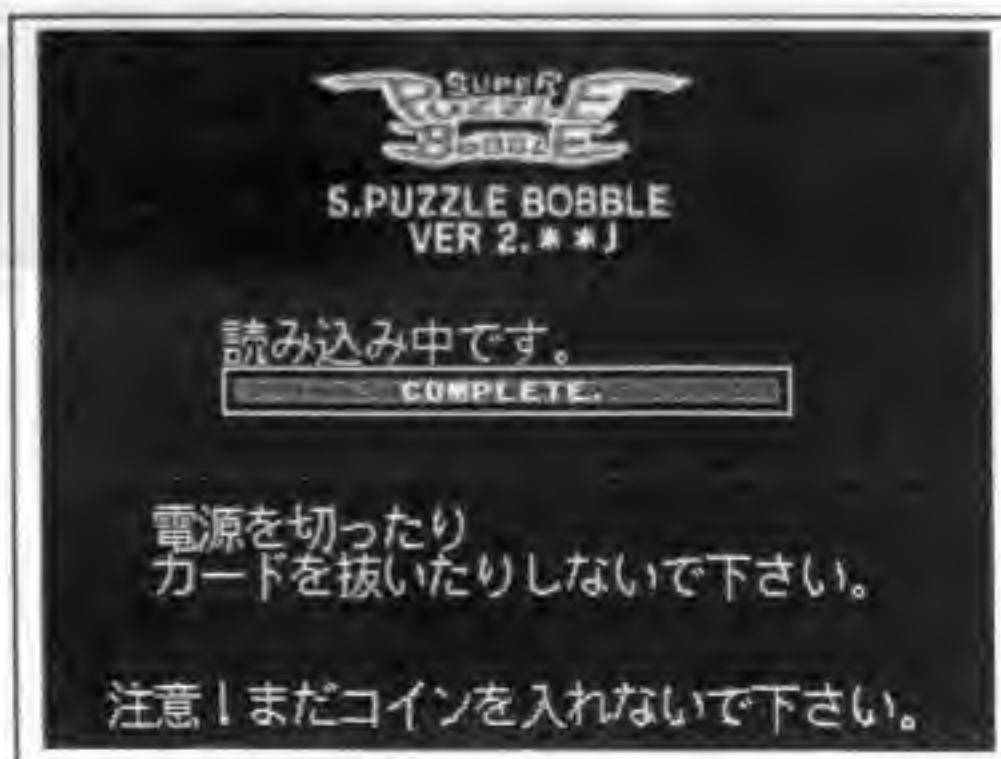 SUPER
PUZZLE
BOBBLE
S.PUZZLE BOBBLE
VER 2.**J
読み込み中です。
COMPLETE.
電源を切ったり
カードを抜いたりしないで下さい。
注意!まだコインを入れないで下さい。